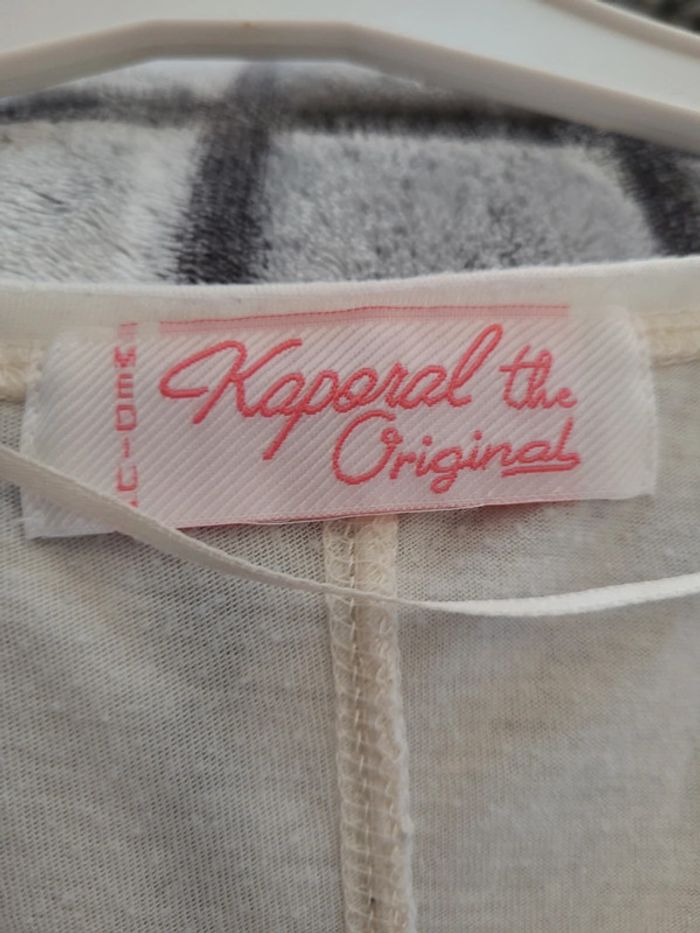 MEDIUM
Kaporal the
Original